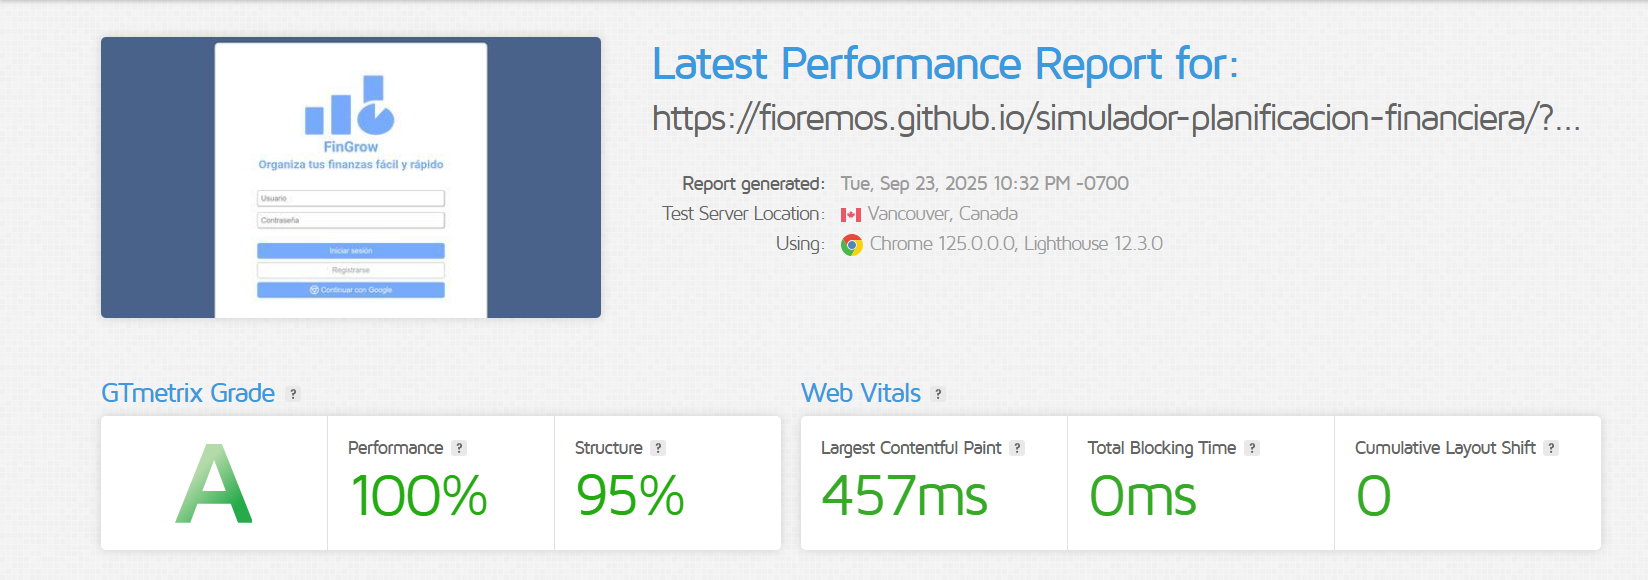 FinGrow
Organiza tus finanzas fácil y rápido
Usuario
Contraseña
Iniciar sesión
Registrarse
Continuar con Google
Latest Performance Report for:
https://fioremos.github.io/simulador-planificacion-financiera/?...
Report generated: Tue, Sep 23, 2025 10:32 PM -0700
Test Server Location: Vancouver, Canada
Using: Chrome 125.0.0.0, Lighthouse 12.3.0
GTmetrix Grade ?
A
Performance ?
100%
Structure ?
95%
Web Vitals ?
Largest Contentful Paint ?
457ms
Total Blocking Time ?
0ms
Cumulative Layout Shift ?
0